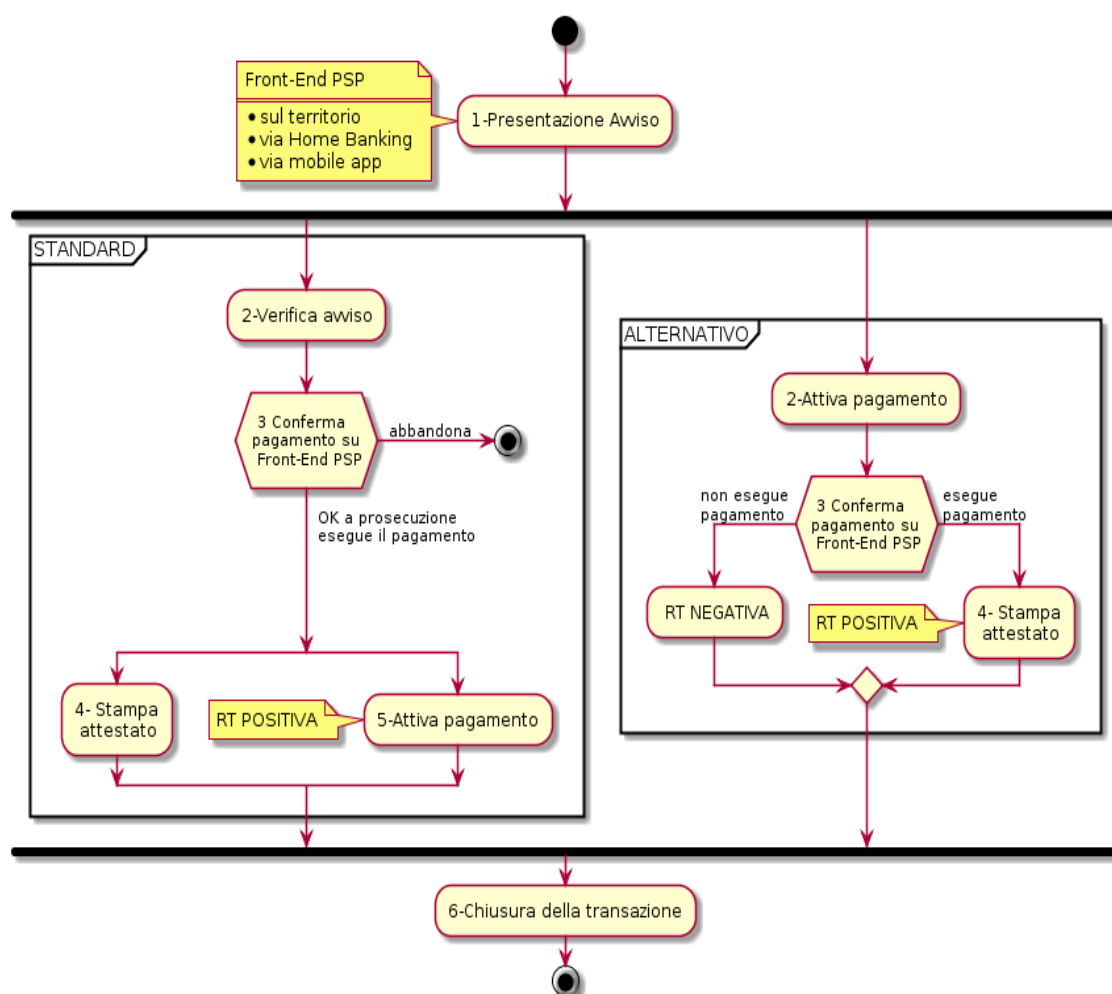 Front-End PSP
• sul territorio
• via Home Banking
• via mobile app
1-Presentazione Avviso
STANDARD
2-Verifica avviso
3 Conferma
pagamento su
Front-End PSP
abbandona
OK a prosecuzione
esegue il pagamento
4- Stampa
attestato
RT POSITIVA
5-Attiva pagamento
ALTERNATIVO
2-Attiva pagamento
non esegue
pagamento
3 Conferma
pagamento su
Front-End PSP
esegue
pagamento
RT NEGATIVA
RT POSITIVA
4- Stampa
attestato
6-Chiusura della transazione